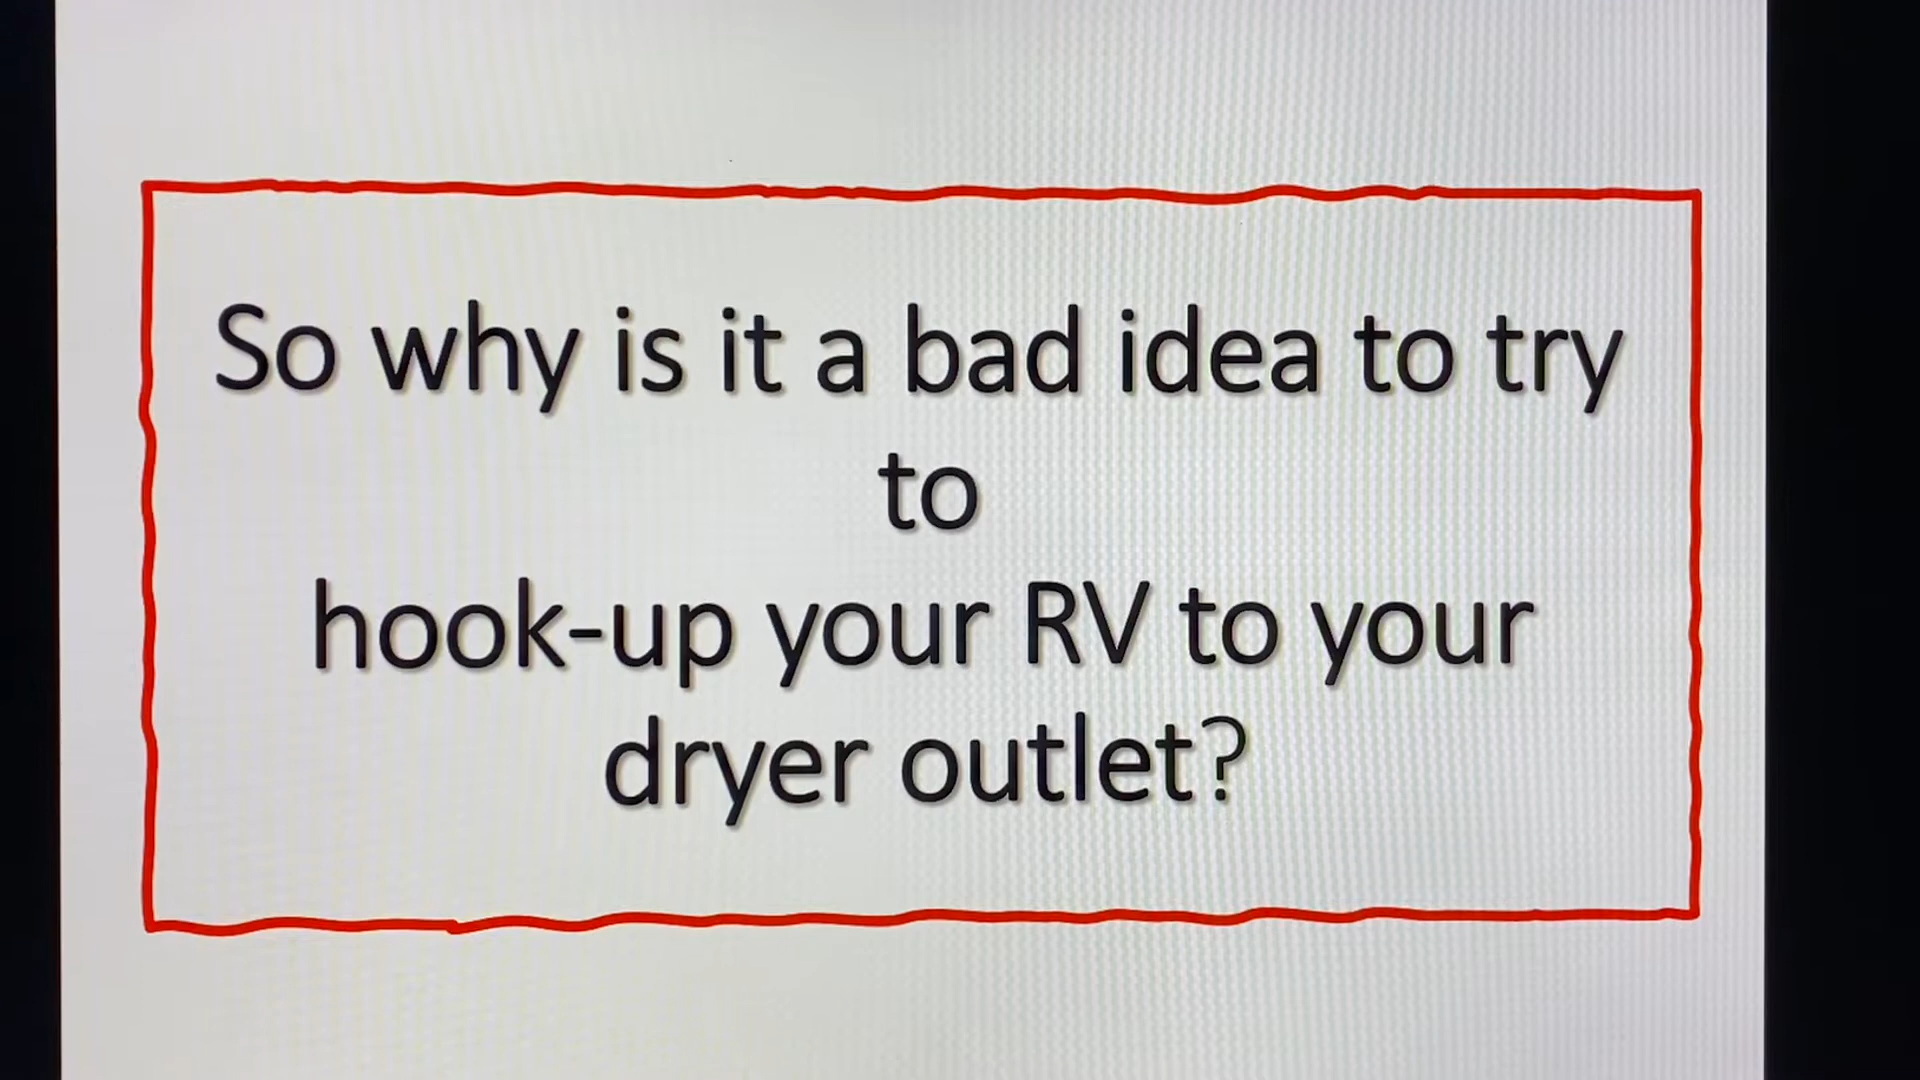 So why is it a bad idea to try
to
hook-up your RV to your
dryer outlet?